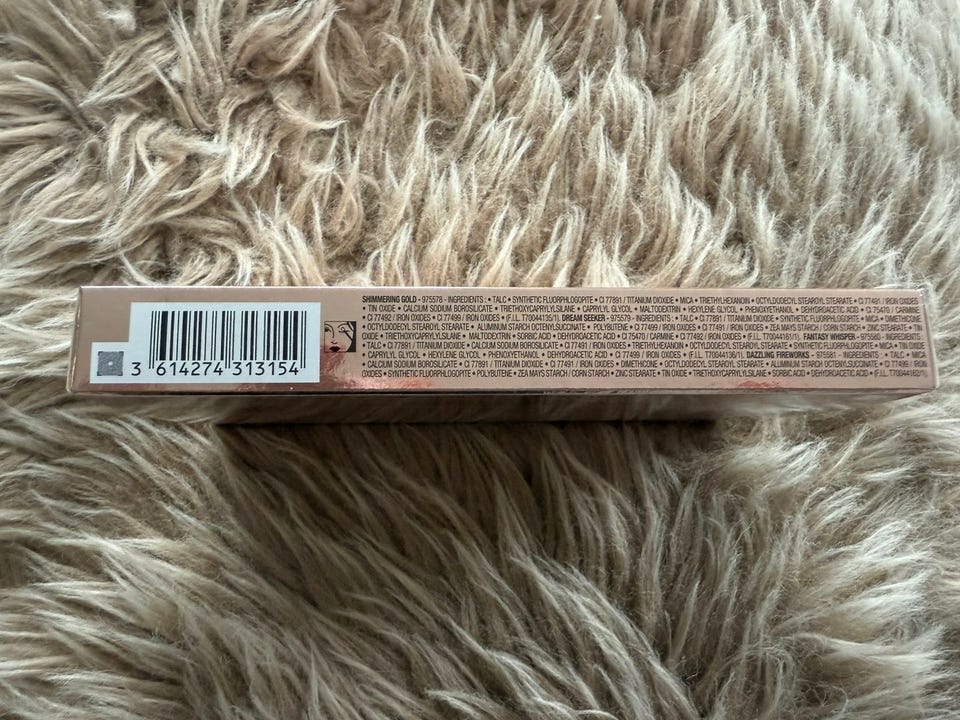 SHIMMERING GOLD - 975578 - INGREDIENTS : • TALC • SYNTHETIC FLUORPHLOGOPITE • CI 77891 / TITANIUM DIOXIDE • MICA • TRIETHYLHEXANOIN • OCTYLDODECYL STEAROYL STEARATE • CI 77491 / IRON OXIDES
• TIN OXIDE • CALCIUM SODIUM BOROSILICATE • TRIETHOXYCAPRYLYLSILANE • CAPRYLYL GLYCOL • MALTODEXTRIN • HEXYLENE GLYCOL • PHENOXYETHANOL • DEHYDROACETIC ACID • CI 75470 / CARMINE
• CI 77492 / IRON OXIDES • CI 77499 / IRON OXIDES • (F.I.L. T70044135/1). DREAM SEEKER - 975579 - INGREDIENTS : • TALC • CI 77891 / TITANIUM DIOXIDE • SYNTHETIC FLUORPHLOGOPITE • MICA • DIMETHICONE
• OCTYLDODECYL STEAROYL STEARATE • ALUMINUM STARCH OCTENYLSUCCINATE • POLYBUTENE • CI 77499 / IRON OXIDES • CI 77491 / IRON OXIDES • ZEA MAYS STARCH / CORN STARCH • ZINC STEARATE • TIN
OXIDE • TRIETHOXYCAPRYLYLSILANE • MALTODEXTRIN • SORBIC ACID • DEHYDROACETIC ACID • CI 75470 / CARMINE • CI 77492 / IRON OXIDES • (F.I.L. T70044161/1). FANTASY WHISPER - 975580 - INGREDIENTS :
• TALC • CI 77891 / TITANIUM DIOXIDE • MICA • CI 77491 / IRON OXIDES • TRIETHYLHEXANOIN • OCTYLDODECYL STEAROYL STEARATE • CALCIUM SODIUM BOROSILICATE • SYNTHETIC FLUORPHLOGOPITE • TIN OXIDE
• CAPRYLYL GLYCOL • HEXYLENE GLYCOL • PHENOXYETHANOL • DEHYDROACETIC ACID • CI 77499 / IRON OXIDES • (F.I.L. T70044136/1). DAZZLING FIREWORKS - 975581 - INGREDIENTS : • TALC • MICA
• CALCIUM SODIUM BOROSILICATE • CI 77891 / TITANIUM DIOXIDE • CI 77491 / IRON OXIDES • DIMETHICONE • OCTYLDODECYL STEAROYL STEARATE • ALUMINUM STARCH OCTENYLSUCCINATE • CI 77499 / IRON
OXIDES • SYNTHETIC FLUORPHLOGOPITE • POLYBUTENE • ZEA MAYS STARCH / CORN STARCH • ZINC STEARATE • TIN OXIDE • TRIETHOXYCAPRYLYLSILANE • SORBIC ACID • DEHYDROACETIC ACID • (F.I.L. T70044162/1).
3 614274 313154